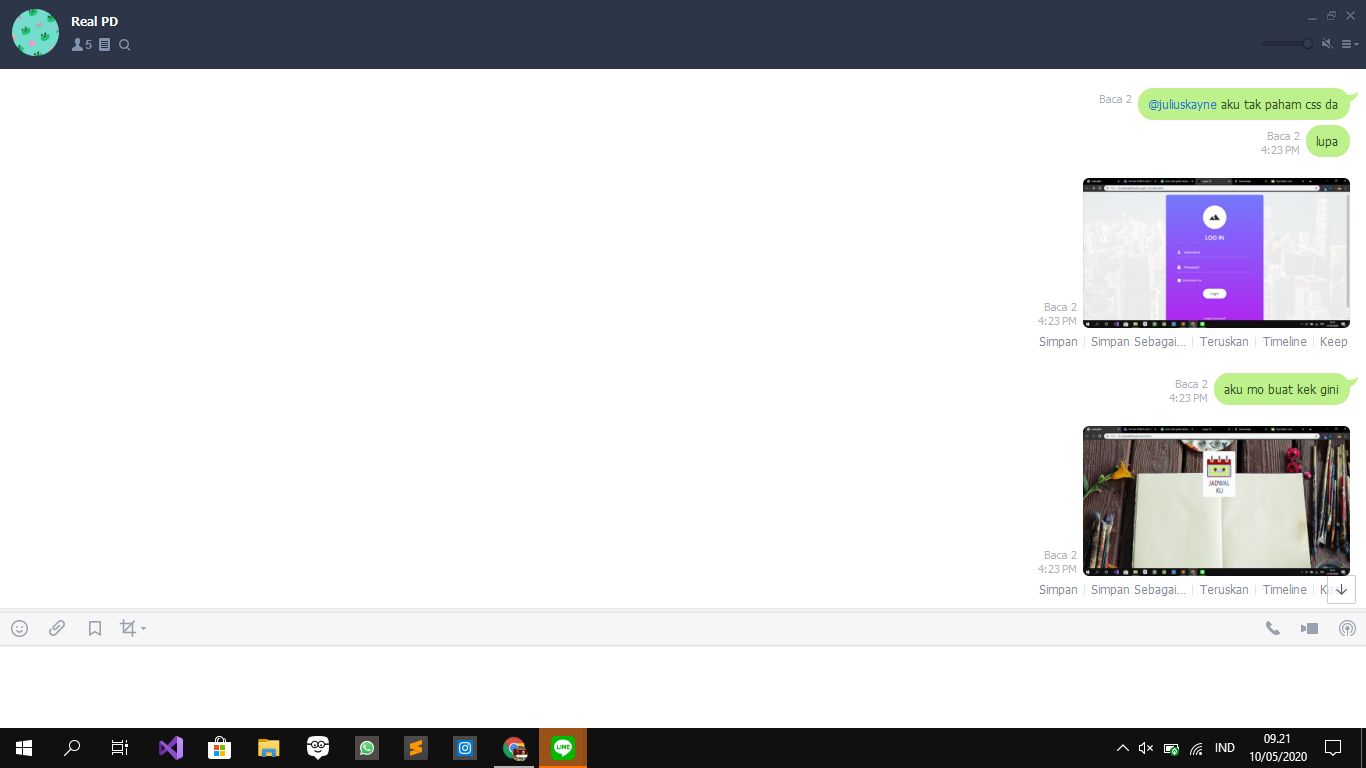 Real PD
5
Baca 2
@juliuskayne aku tak paham css da
Baca 2
4:23 PM
lupa
LOG IN
Username
Password
Login
Baca 2
4:23 PM
Simpan | Simpan Sebagai... | Teruskan | Timeline | Keep
Baca 2
4:23 PM
aku mo buat kek gini
JADWAL
KU
Baca 2
4:23 PM
Simpan | Simpan Sebagai... | Teruskan | Timeline
LINE
IND
09.21
10/05/2020